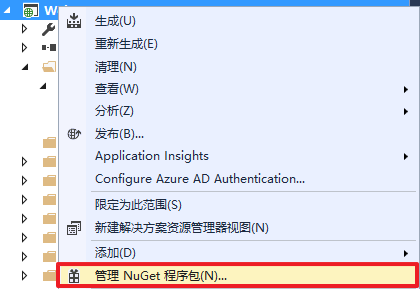 生成(U)
重新生成(E)
清理(N)
查看(W)
分析(Z)
发布(B)...
Application Insights
Configure Azure AD Authentication...
限定为此范围(S)
新建解决方案资源管理器视图(N)
添加(D)
管理 NuGet 程序包(N)...